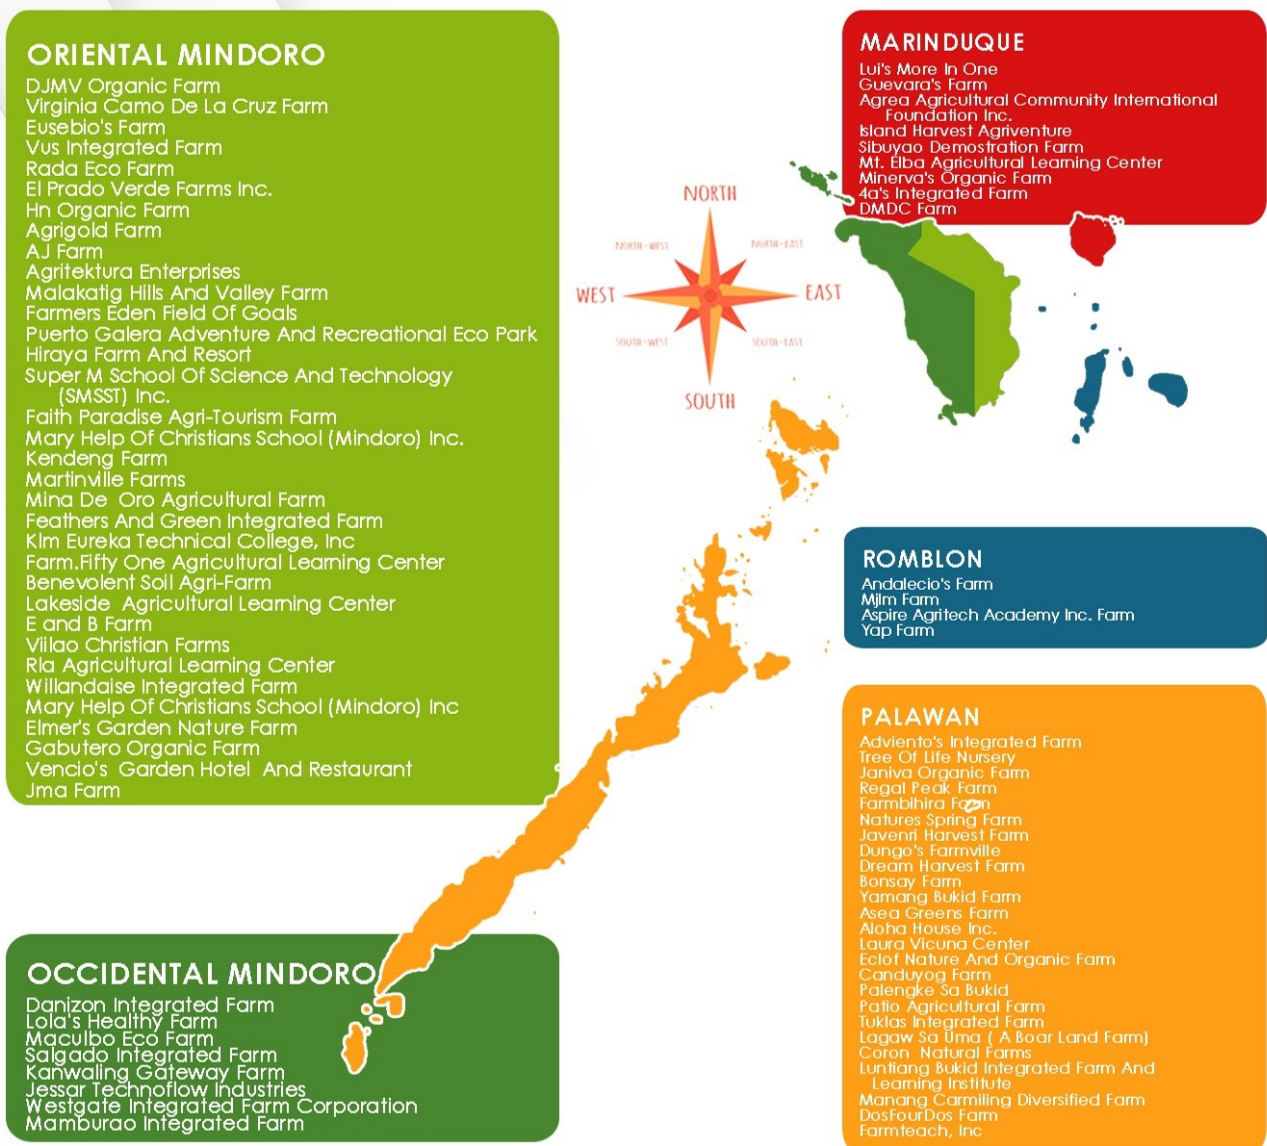 ORIENTAL MINDORO
DJMV Organic Farm
Virginia Camo De La Cruz Farm
Eusebio's Farm
Vus Integrated Farm
Rada Eco Farm
El Prado Verde Farms Inc.
Hn Organic Farm
Agrigold Farm
AJ Farm
Agritektura Enterprises
Malakatig Hills And Valley Farm
Farmers Eden Field Of Goals
Puerto Galera Adventure And Recreational Eco Park
Hiraya Farm And Resort
Super M School Of Science And Technology
(SMSST) Inc.
Faith Paradise Agri-Tourism Farm
Mary Help Of Christians School (Mindoro) Inc.
Kendeng Farm
Martinville Farms
Mina De Oro Agricultural Farm
Feathers And Green Integrated Farm
Klm Eureka Technical College, Inc
Farm.Fifty One Agricultural Learning Center
Benevolent Soil Agri-Farm
Lakeside Agricultural Learning Center
E and B Farm
Viilao Christian Farms
Rla Agricultural Learning Center
Willandaise Integrated Farm
Mary Help Of Christians School (Mindoro) Inc
Elmer's Garden Nature Farm
Gabutero Organic Farm
Vencio's Garden Hotel And Restaurant
Jma Farm
MARINDUQUE
Lui's More In One
Guevara's Farm
Agrea Agricultural Community International
Foundation Inc.
Island Harvest Agriventure
Sibuyao Demostration Farm
Mt. Elba Agricultural Learning Center
Minerva's Organic Farm
4a's Integrated Farm
DMDC Farm
NORTH
NORTH-WEST
NORTH-EAST
WEST
EAST
SOUTH-WEST
SOUTH-EAST
SOUTH
ROMBLON
Andalecio's Farm
Mjlm Farm
Aspire Agritech Academy Inc. Farm
Yap Farm
PALAWAN
Adviento's Integrated Farm
Tree Of Life Nursery
Janiva Organic Farm
Regal Peak Farm
Farmbihira Farm
Natures Spring Farm
Javenri Harvest Farm
Dungo's Farmville
Dream Harvest Farm
Bonsay Farm
Yamang Bukid Farm
Asea Greens Farm
Aloha House Inc.
Laura Vicuna Center
Eclof Nature And Organic Farm
Canduyog Farm
Palengke Sa Bukid
Patio Agricultural Farm
Tuklas Integrated Farm
Lagaw Sa Uma ( A Boar Land Farm)
Coron Natural Farms
Luntiang Bukid Integrated Farm And
Learning Institute
Manang Carmiling Diversified Farm
DosFourDos Farm
Farmteach, Inc
OCCIDENTAL MINDORO
Danizon Integrated Farm
Lola's Healthy Farm
Maculbo Eco Farm
Salgado Integrated Farm
Kanwaling Gateway Farm
Jessar Technoflow Industries
Westgate Integrated Farm Corporation
Mamburao Integrated Farm